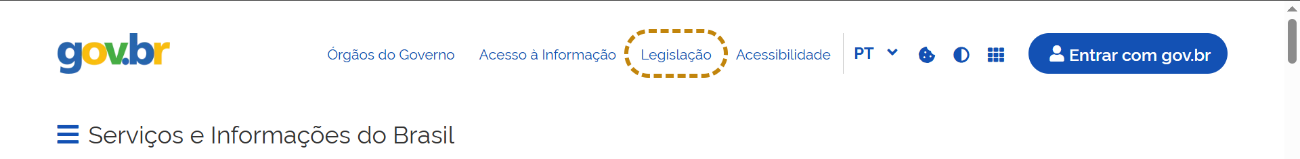 gov.br
Órgãos do Governo Acesso à Informação Legislação Acessibilidade PT Entrar com gov.br
Serviços e Informações do Brasil